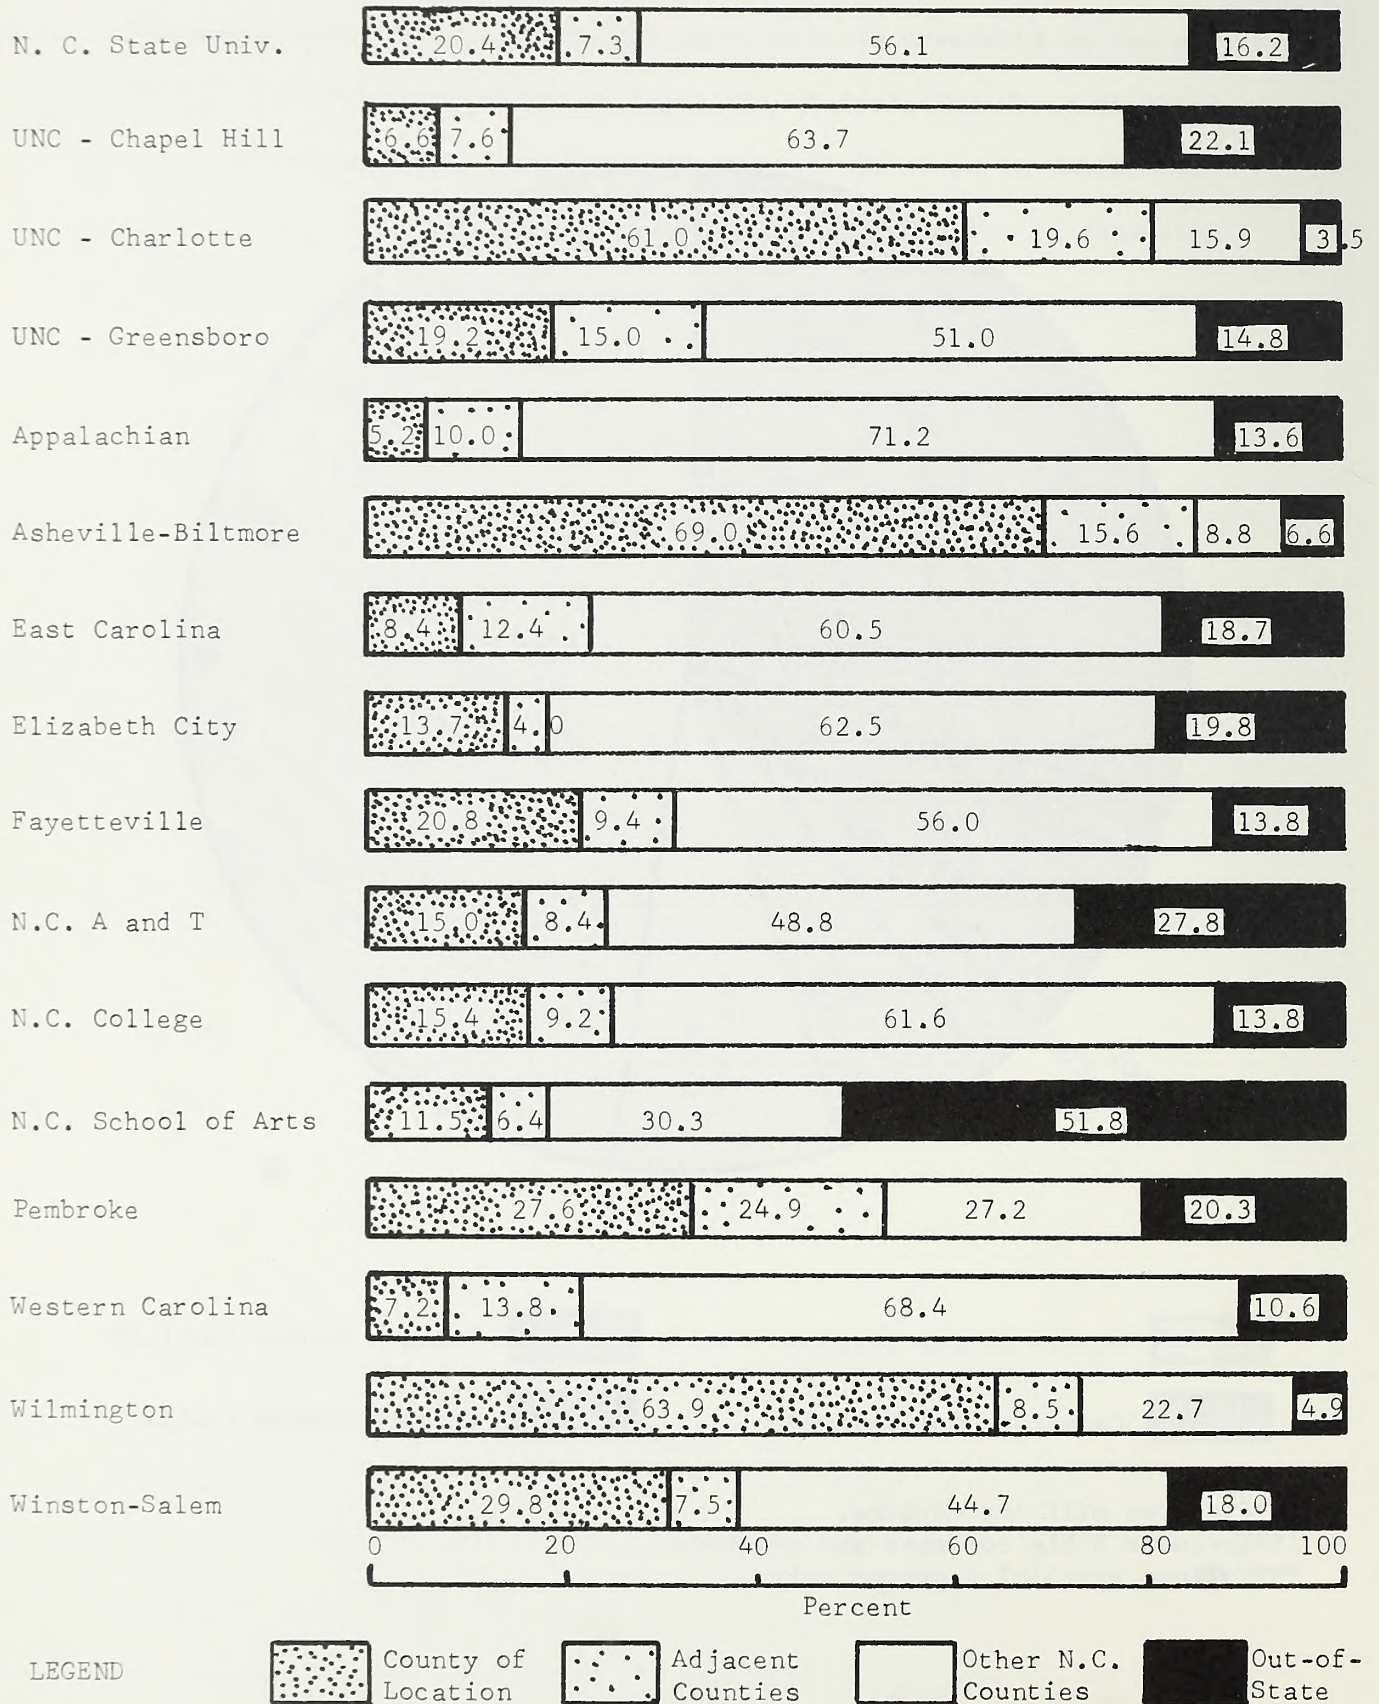 N. C. State Univ. 20.4 7.3 56.1 16.2
UNC - Chapel Hill 6.6 7.6 63.7 22.1
UNC - Charlotte 61.0 19.6 15.9 3.5
UNC - Greensboro 19.2 15.0 51.0 14.8
Appalachian 5.2 10.0 71.2 13.6
Asheville-Biltmore 69.0 15.6 8.8 6.6
East Carolina 8.4 12.4 60.5 18.7
Elizabeth City 13.7 4.0 62.5 19.8
Fayetteville 20.8 9.4 56.0 13.8
N.C. A and T 15.0 8.4 48.8 27.8
N.C. College 15.4 9.2 61.6 13.8
N.C. School of Arts 11.5 6.4 30.3 51.8
Pembroke 27.6 24.9 27.2 20.3
Western Carolina 7.2 13.8 68.4 10.6
Wilmington 63.9 8.5 22.7 4.9
Winston-Salem 29.8 7.5 44.7 18.0
0 20 40 60 80 100
Percent
LEGEND
County of
Location
Adjacent
Counties
Other N.C.
Counties
Out-of-
State